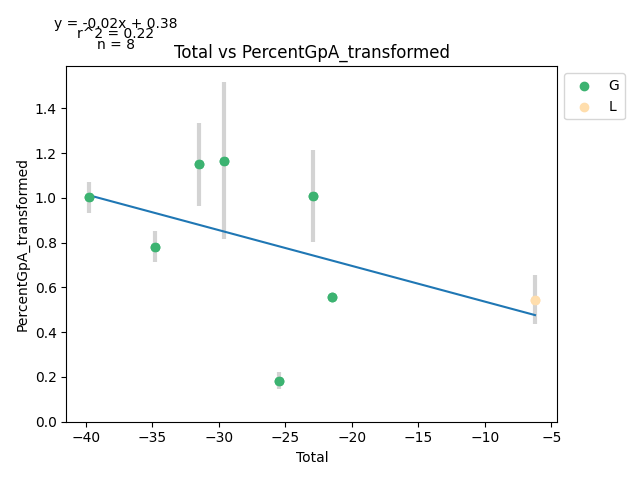 y = -0.02x + 0.38
r^2 = 0.22
n = 8
Total vs PercentGpA_transformed
G
L
PercentGpA_transformed
1.4
1.2
1.0
0.8
0.6
0.4
0.2
0.0
−40
−35
−30
−25
−20
−15
−10
−5
Total